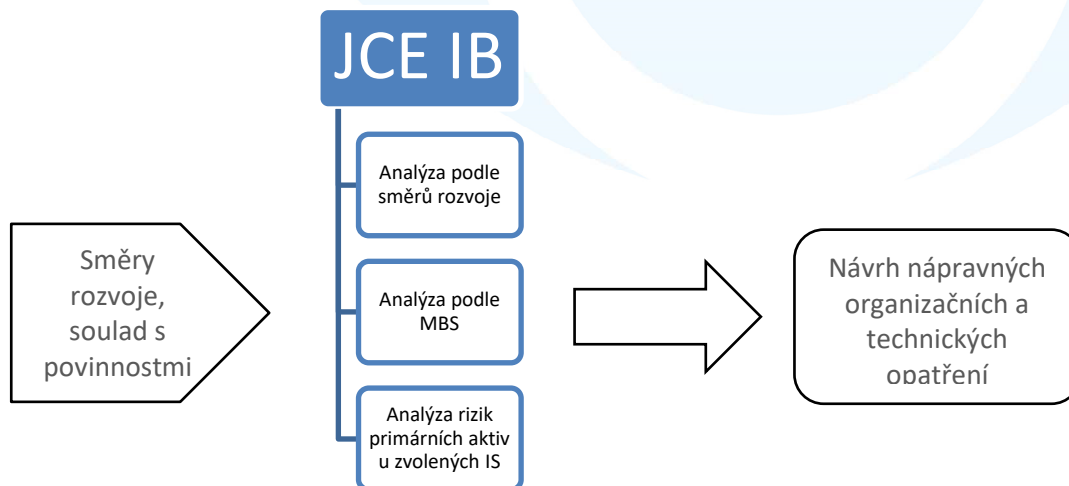 JCE IB
Analýza podle
směrů rozvoje
Směry
rozvoje,
soulad s
povinnostmi
Analýza podle
MBS
Analýza rizik
primárních aktiv
u zvolených IS
Návrh nápravných
organizačních a
technických
opatření